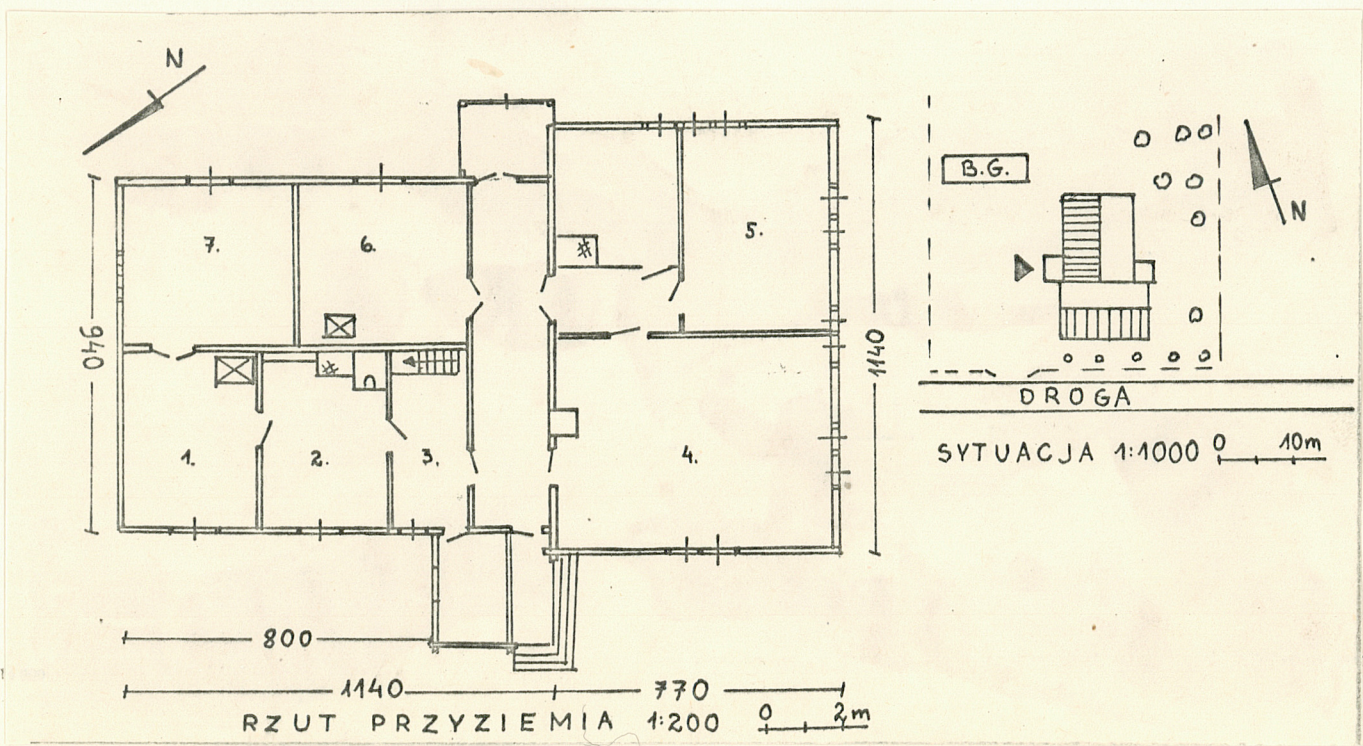 N
7.
6.
5.
940
1140
1.
2.
3.
4.
800
1140
770
RZUT PRZYZIEMIA 1:200 0 2m
B.G.
N
DROGA
SYTUACJA 1:1000 0 10m